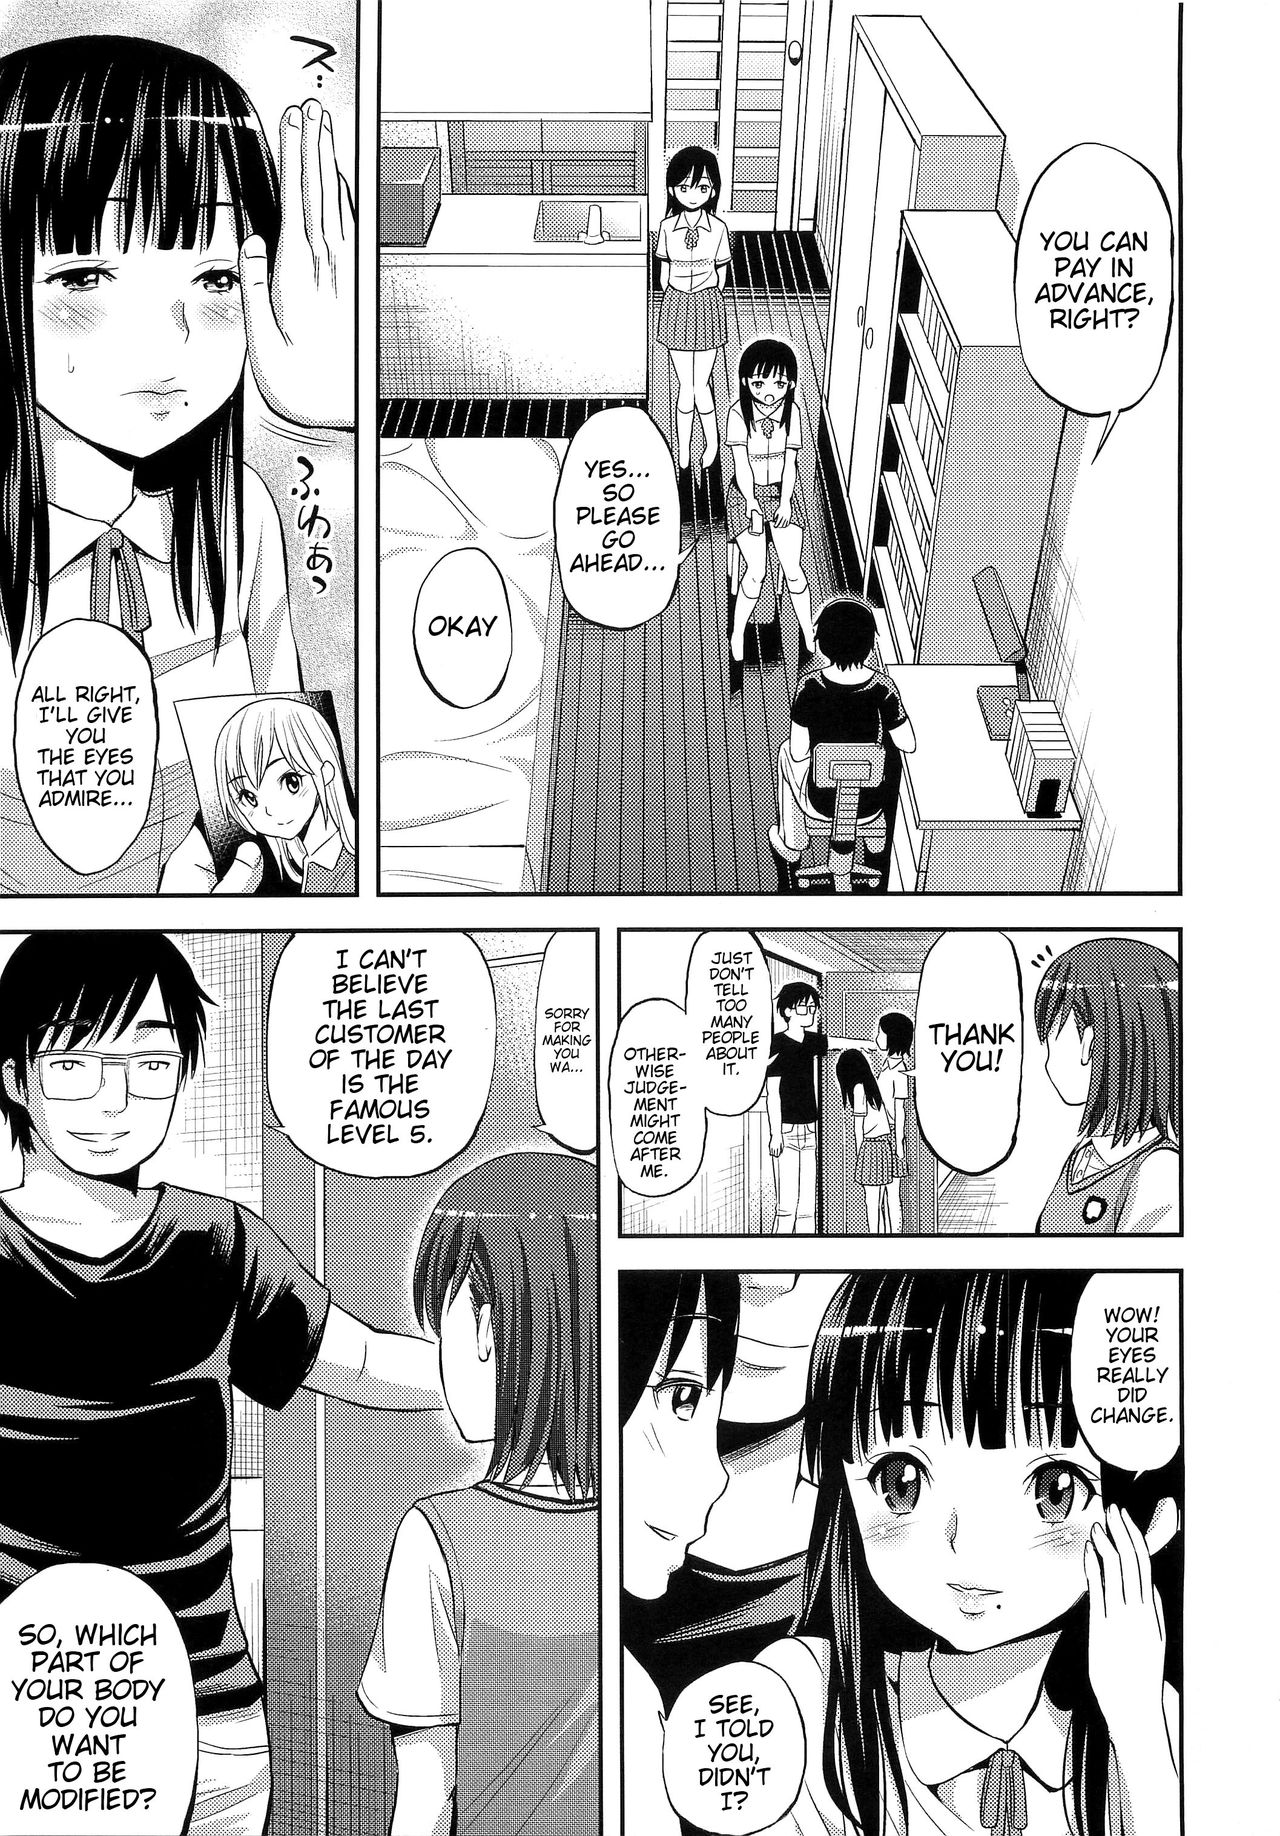 YOU CAN
PAY IN
ADVANCE,
RIGHT?
YES...
SO
PLEASE
GO
AHEAD...
OKAY
ス…
ふわぁっ
ALL RIGHT,
I'LL GIVE
YOU
THE EYES
THAT YOU
ADMIRE...
WOW!
YOUR
EYES
REALLY
DID
CHANGE.
SEE,
I TOLD
YOU,
DIDN'T
I?
THANK
YOU!
JUST
DON'T
TELL
TOO
MANY
PEOPLE
ABOUT
IT.
OTHER-
WISE
JUDGE-
MENT
MIGHT
COME
AFTER
ME.
SORRY
FOR
MAKING
YOU
WA...
I CAN'T
BELIEVE
THE LAST
CUSTOMER
OF THE DAY
IS THE
FAMOUS
LEVEL 5.
SO, WHICH
PART OF
YOUR BODY
DO YOU
WANT
TO BE
MODIFIED?